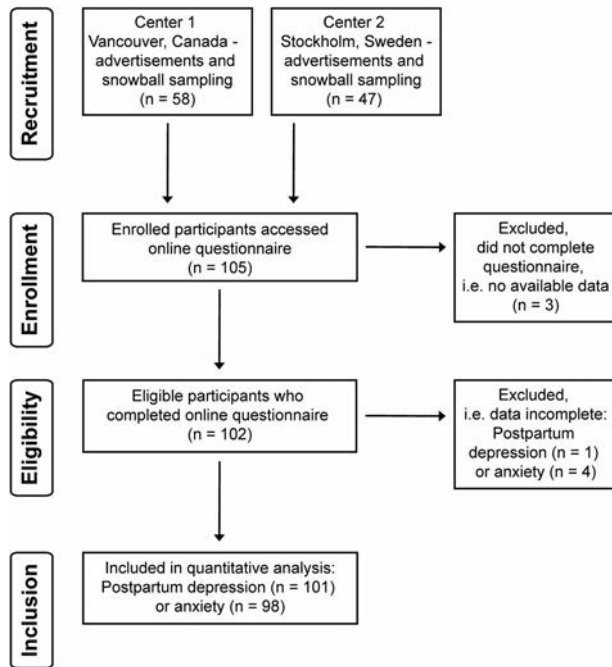 Recruitment
Center 1
Vancouver, Canada -
advertisements and
snowball sampling
(n = 58)
Center 2
Stockholm, Sweden -
advertisements and
snowball sampling
(n = 47)
Enrollment
Enrolled participants accessed
online questionnaire
(n = 105)
Excluded,
did not complete
questionnaire,
i.e. no available data
(n = 3)
Eligibility
Eligible participants who
completed online questionnaire
(n = 102)
Excluded,
i.e. data incomplete:
Postpartum
depression (n = 1)
or anxiety (n = 4)
Inclusion
Included in quantitative analysis:
Postpartum depression (n = 101)
or anxiety (n = 98)